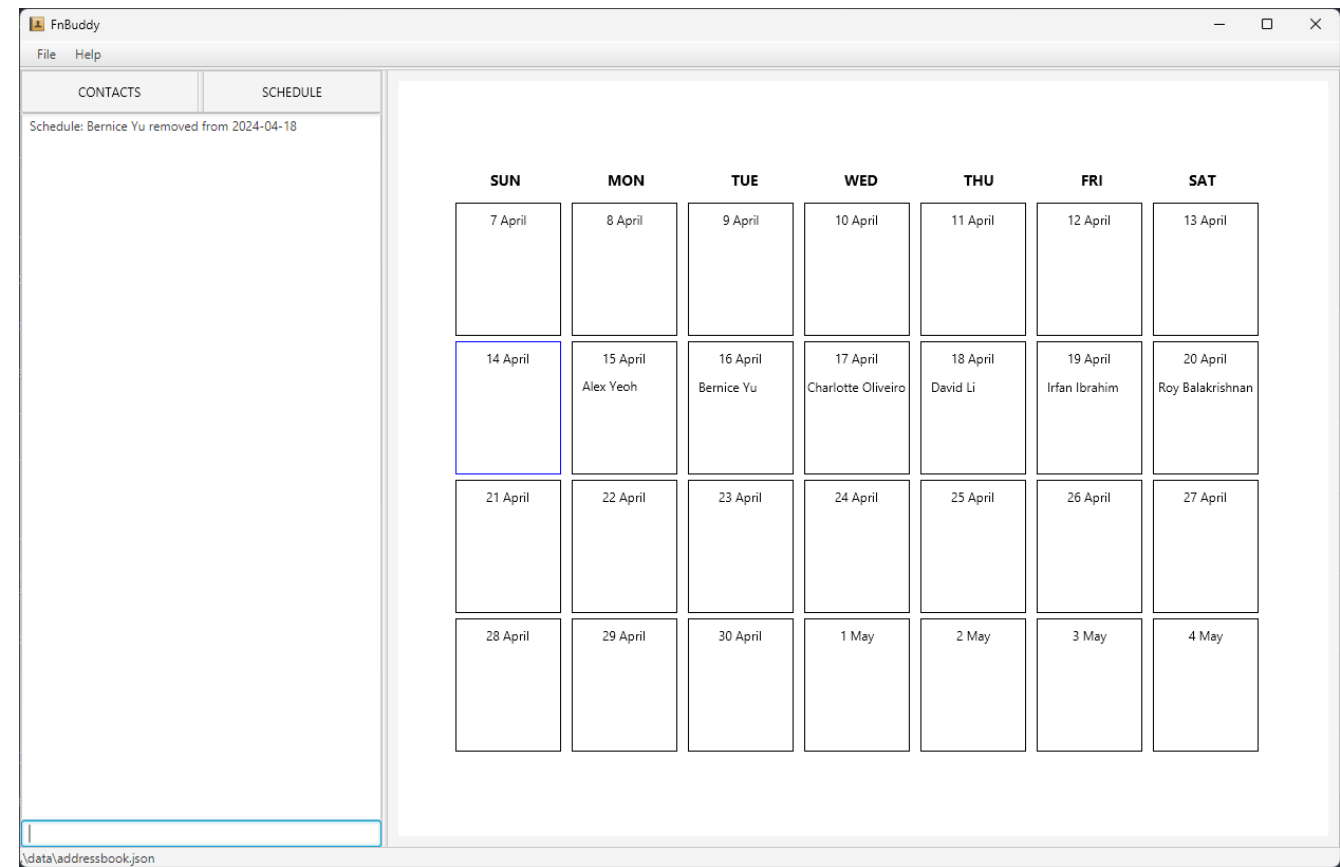 FnBuddy
File Help
CONTACTS SCHEDULE
Schedule: Bernice Yu removed from 2024-04-18
SUN MON TUE WED THU FRI SAT
7 April 8 April 9 April 10 April 11 April 12 April 13 April
14 April 15 April 16 April 17 April 18 April 19 April 20 April
Alex Yeoh Bernice Yu Charlotte Oliveiro David Li Irfan Ibrahim Roy Balakrishnan
21 April 22 April 23 April 24 April 25 April 26 April 27 April
28 April 29 April 30 April 1 May 2 May 3 May 4 May
.\data\addressbook.json